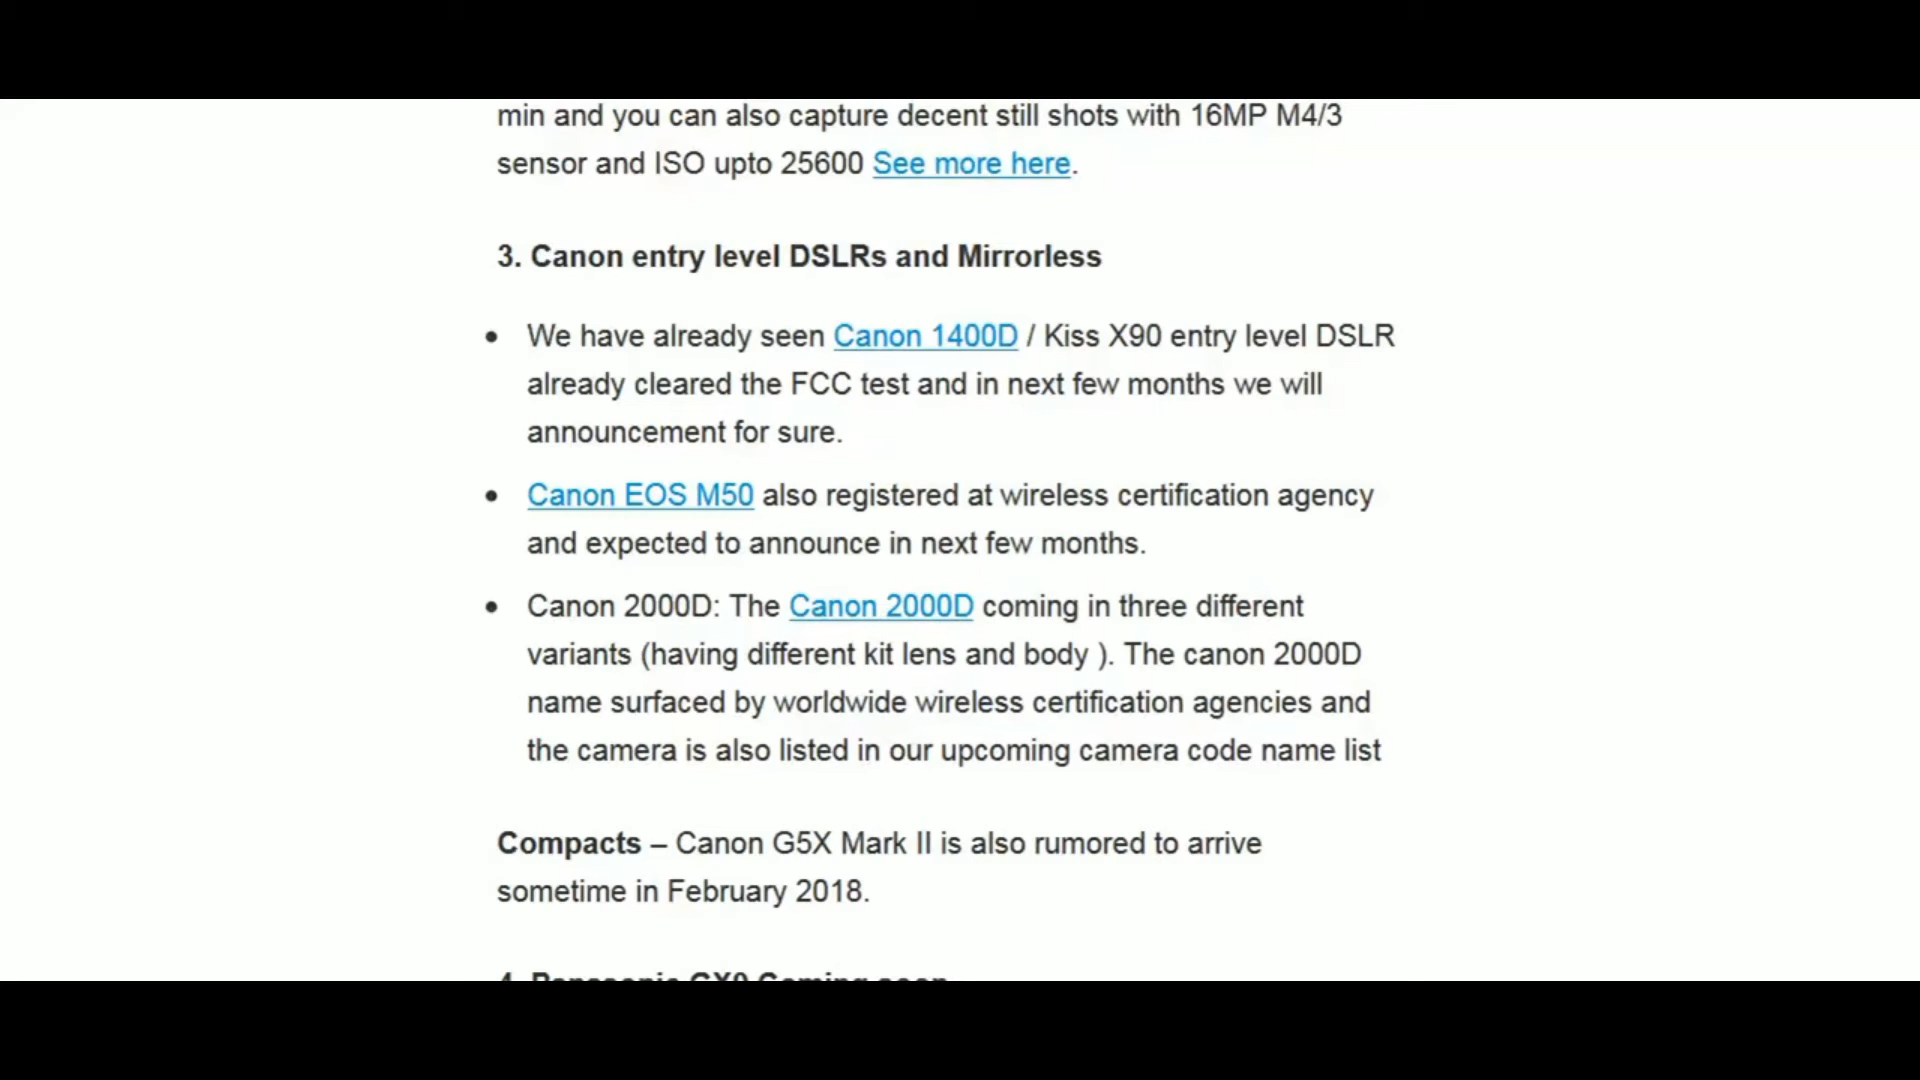 min and you can also capture decent still shots with 16MP M4/3
sensor and ISO upto 25600 See more here.
3. Canon entry level DSLRs and Mirrorless
• We have already seen Canon 1400D / Kiss X90 entry level DSLR
already cleared the FCC test and in next few months we will
announcement for sure.
• Canon EOS M50 also registered at wireless certification agency
and expected to announce in next few months.
• Canon 2000D: The Canon 2000D coming in three different
variants (having different kit lens and body ). The canon 2000D
name surfaced by worldwide wireless certification agencies and
the camera is also listed in our upcoming camera code name list
Compacts – Canon G5X Mark II is also rumored to arrive
sometime in February 2018.
4. Panasonic GX9 Coming soon